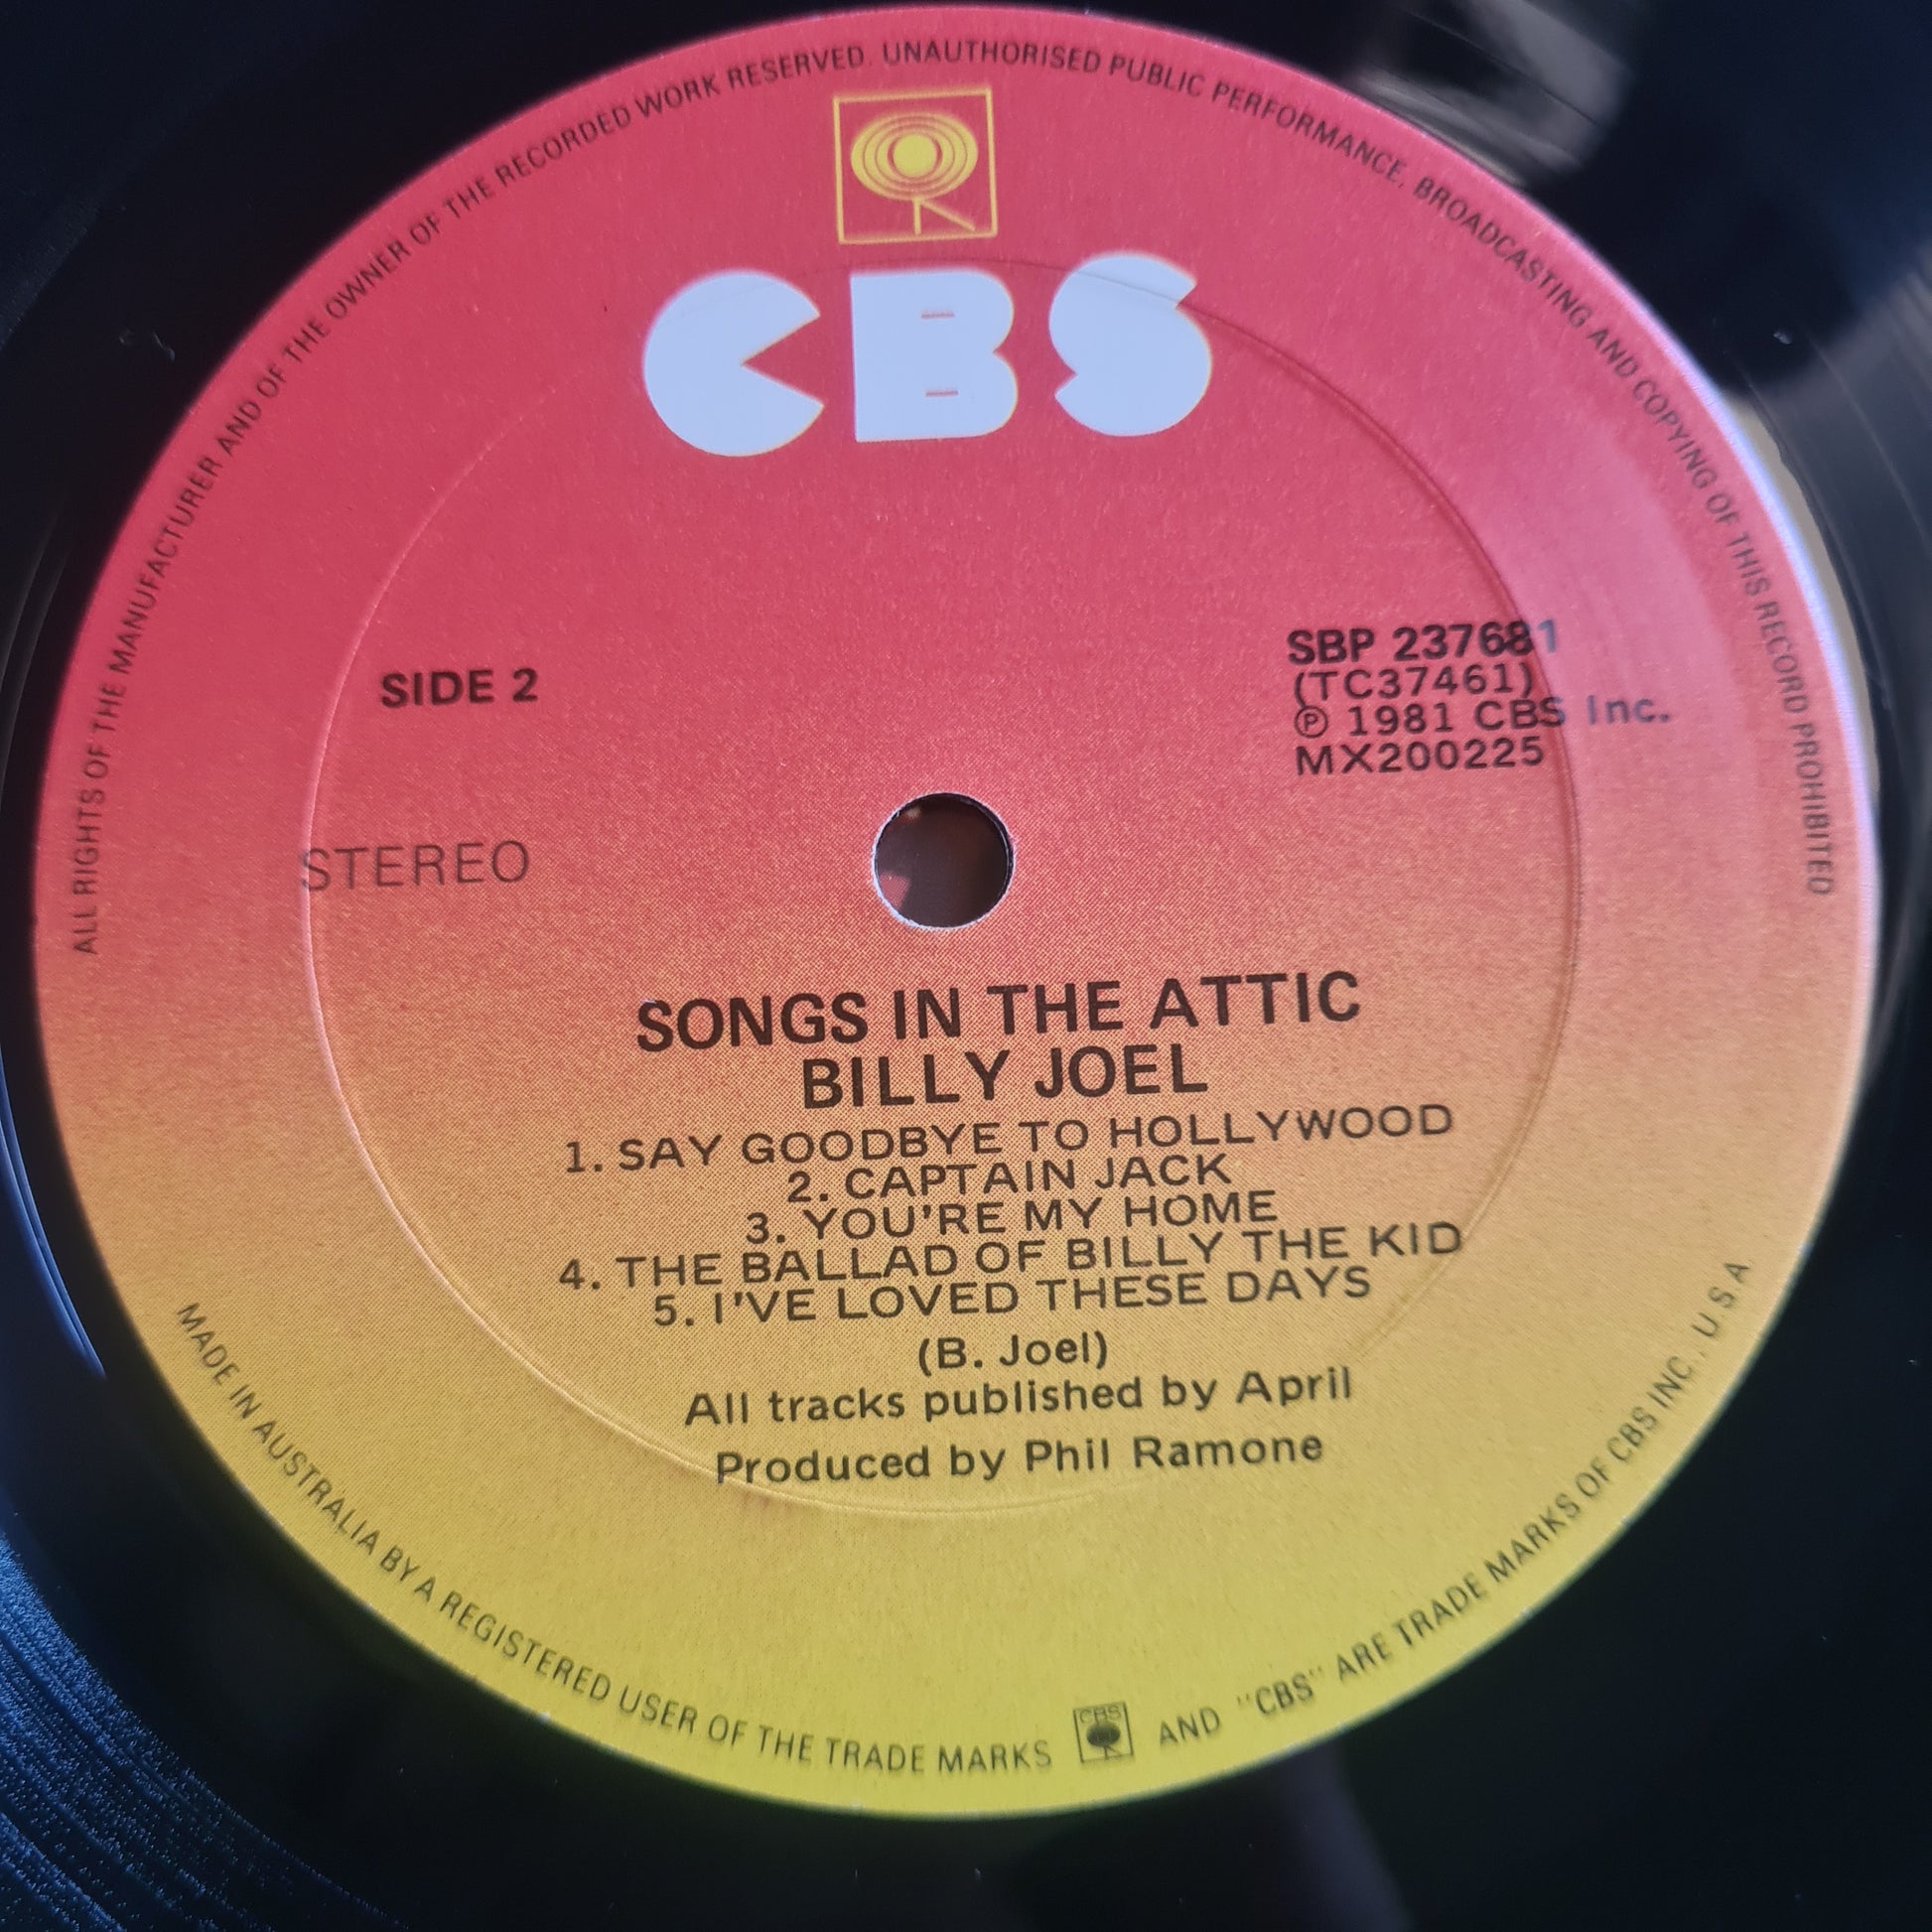 ALL RIGHTS OF THE MANUFACTURER AND OF THE OWNER OF THE RECORDED WORK RESERVED. UNAUTHORISED PUBLIC PERFORMANCE, BROADCASTING AND COPYING OF THIS RECORD PROHIBITED
CBS
SIDE 2
SBP 237681
(TC37461)
℗ 1981 CBS Inc.
MX200225
STEREO
SONGS IN THE ATTIC
BILLY JOEL
1. SAY GOODBYE TO HOLLYWOOD
2. CAPTAIN JACK
3. YOU'RE MY HOME
4. THE BALLAD OF BILLY THE KID
5. I'VE LOVED THESE DAYS
(B. Joel)
All tracks published by April
Produced by Phil Ramone
MADE IN AUSTRALIA BY A REGISTERED USER OF THE TRADE MARKS CBS AND "CBS" ARE TRADE MARKS OF CBS INC., U.S.A